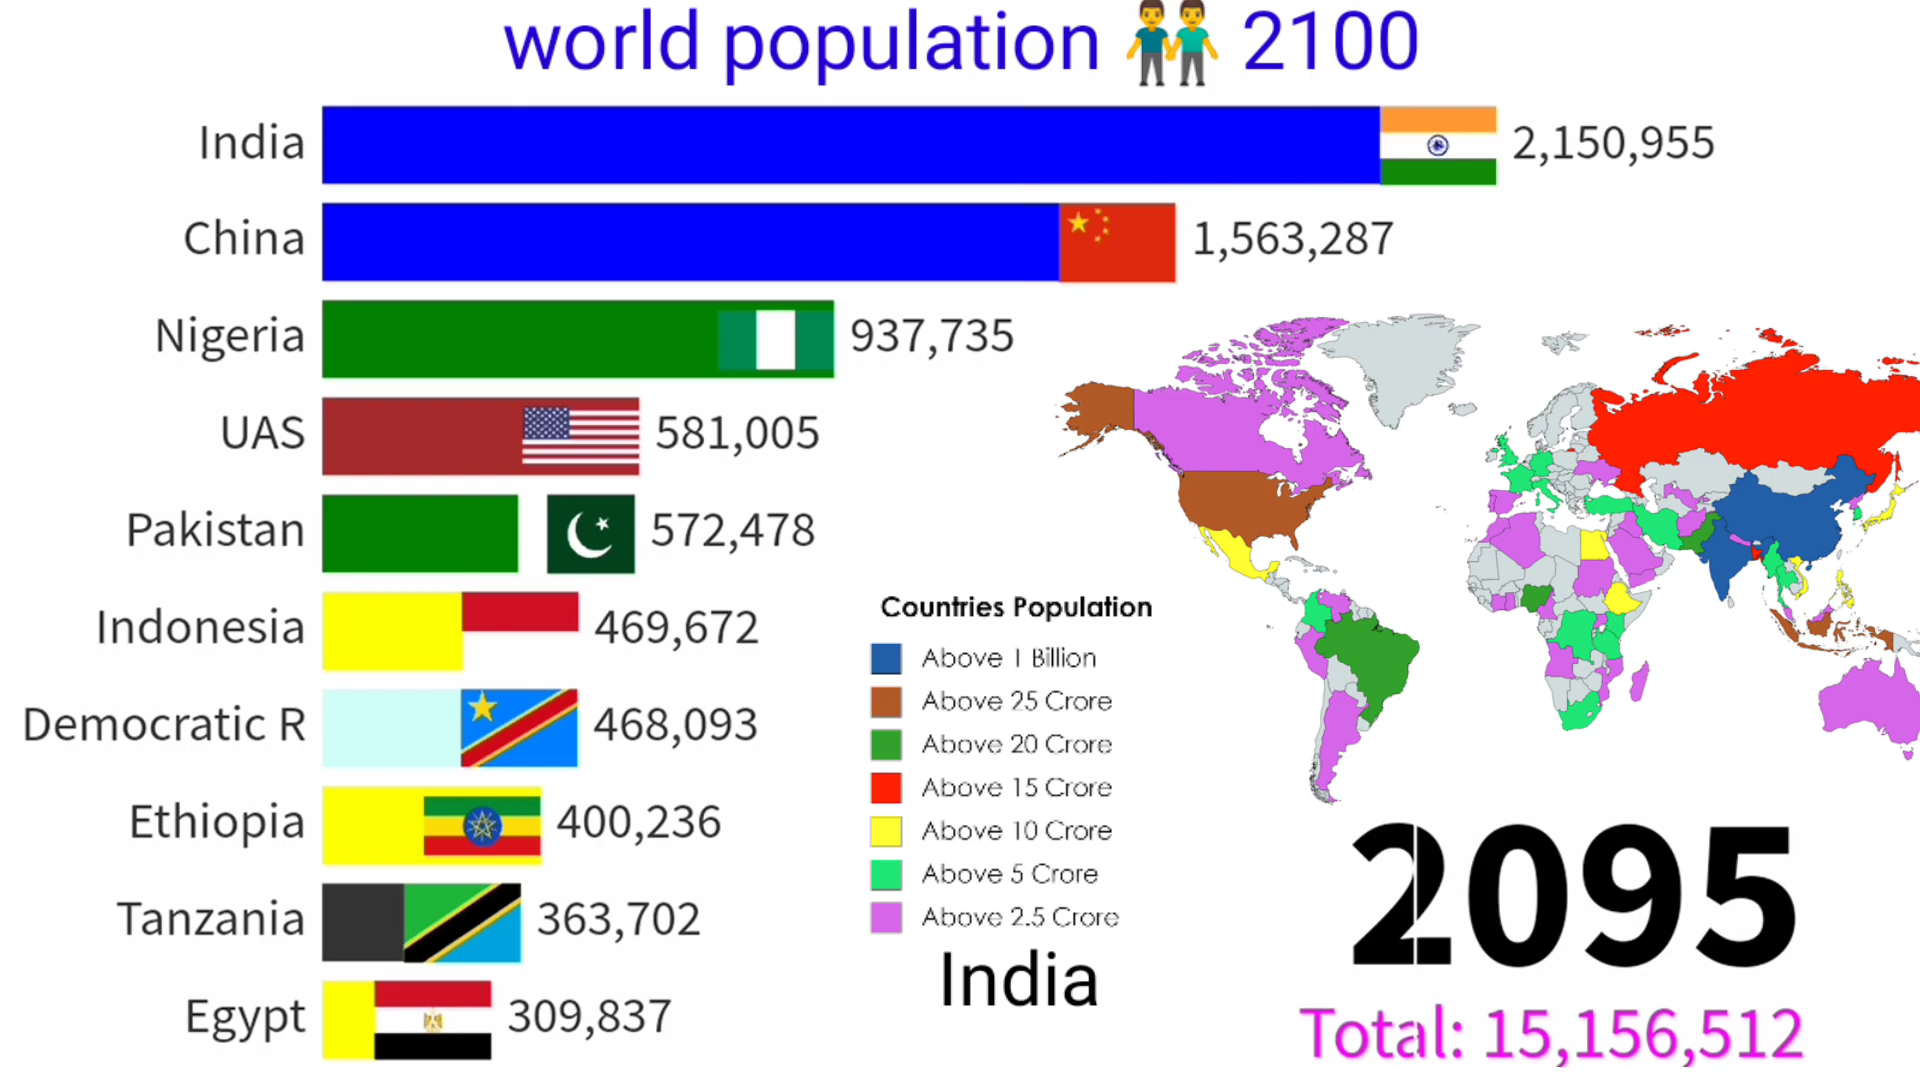 world population 2100
India 2,150,955
China 1,563,287
Nigeria 937,735
UAS 581,005
Pakistan 572,478
Indonesia 469,672
Democratic R 468,093
Ethiopia 400,236
Tanzania 363,702
Egypt 309,837
Countries Population
Above 1 Billion
Above 25 Crore
Above 20 Crore
Above 15 Crore
Above 10 Crore
Above 5 Crore
Above 2.5 Crore
India
2095
Total: 15,156,512